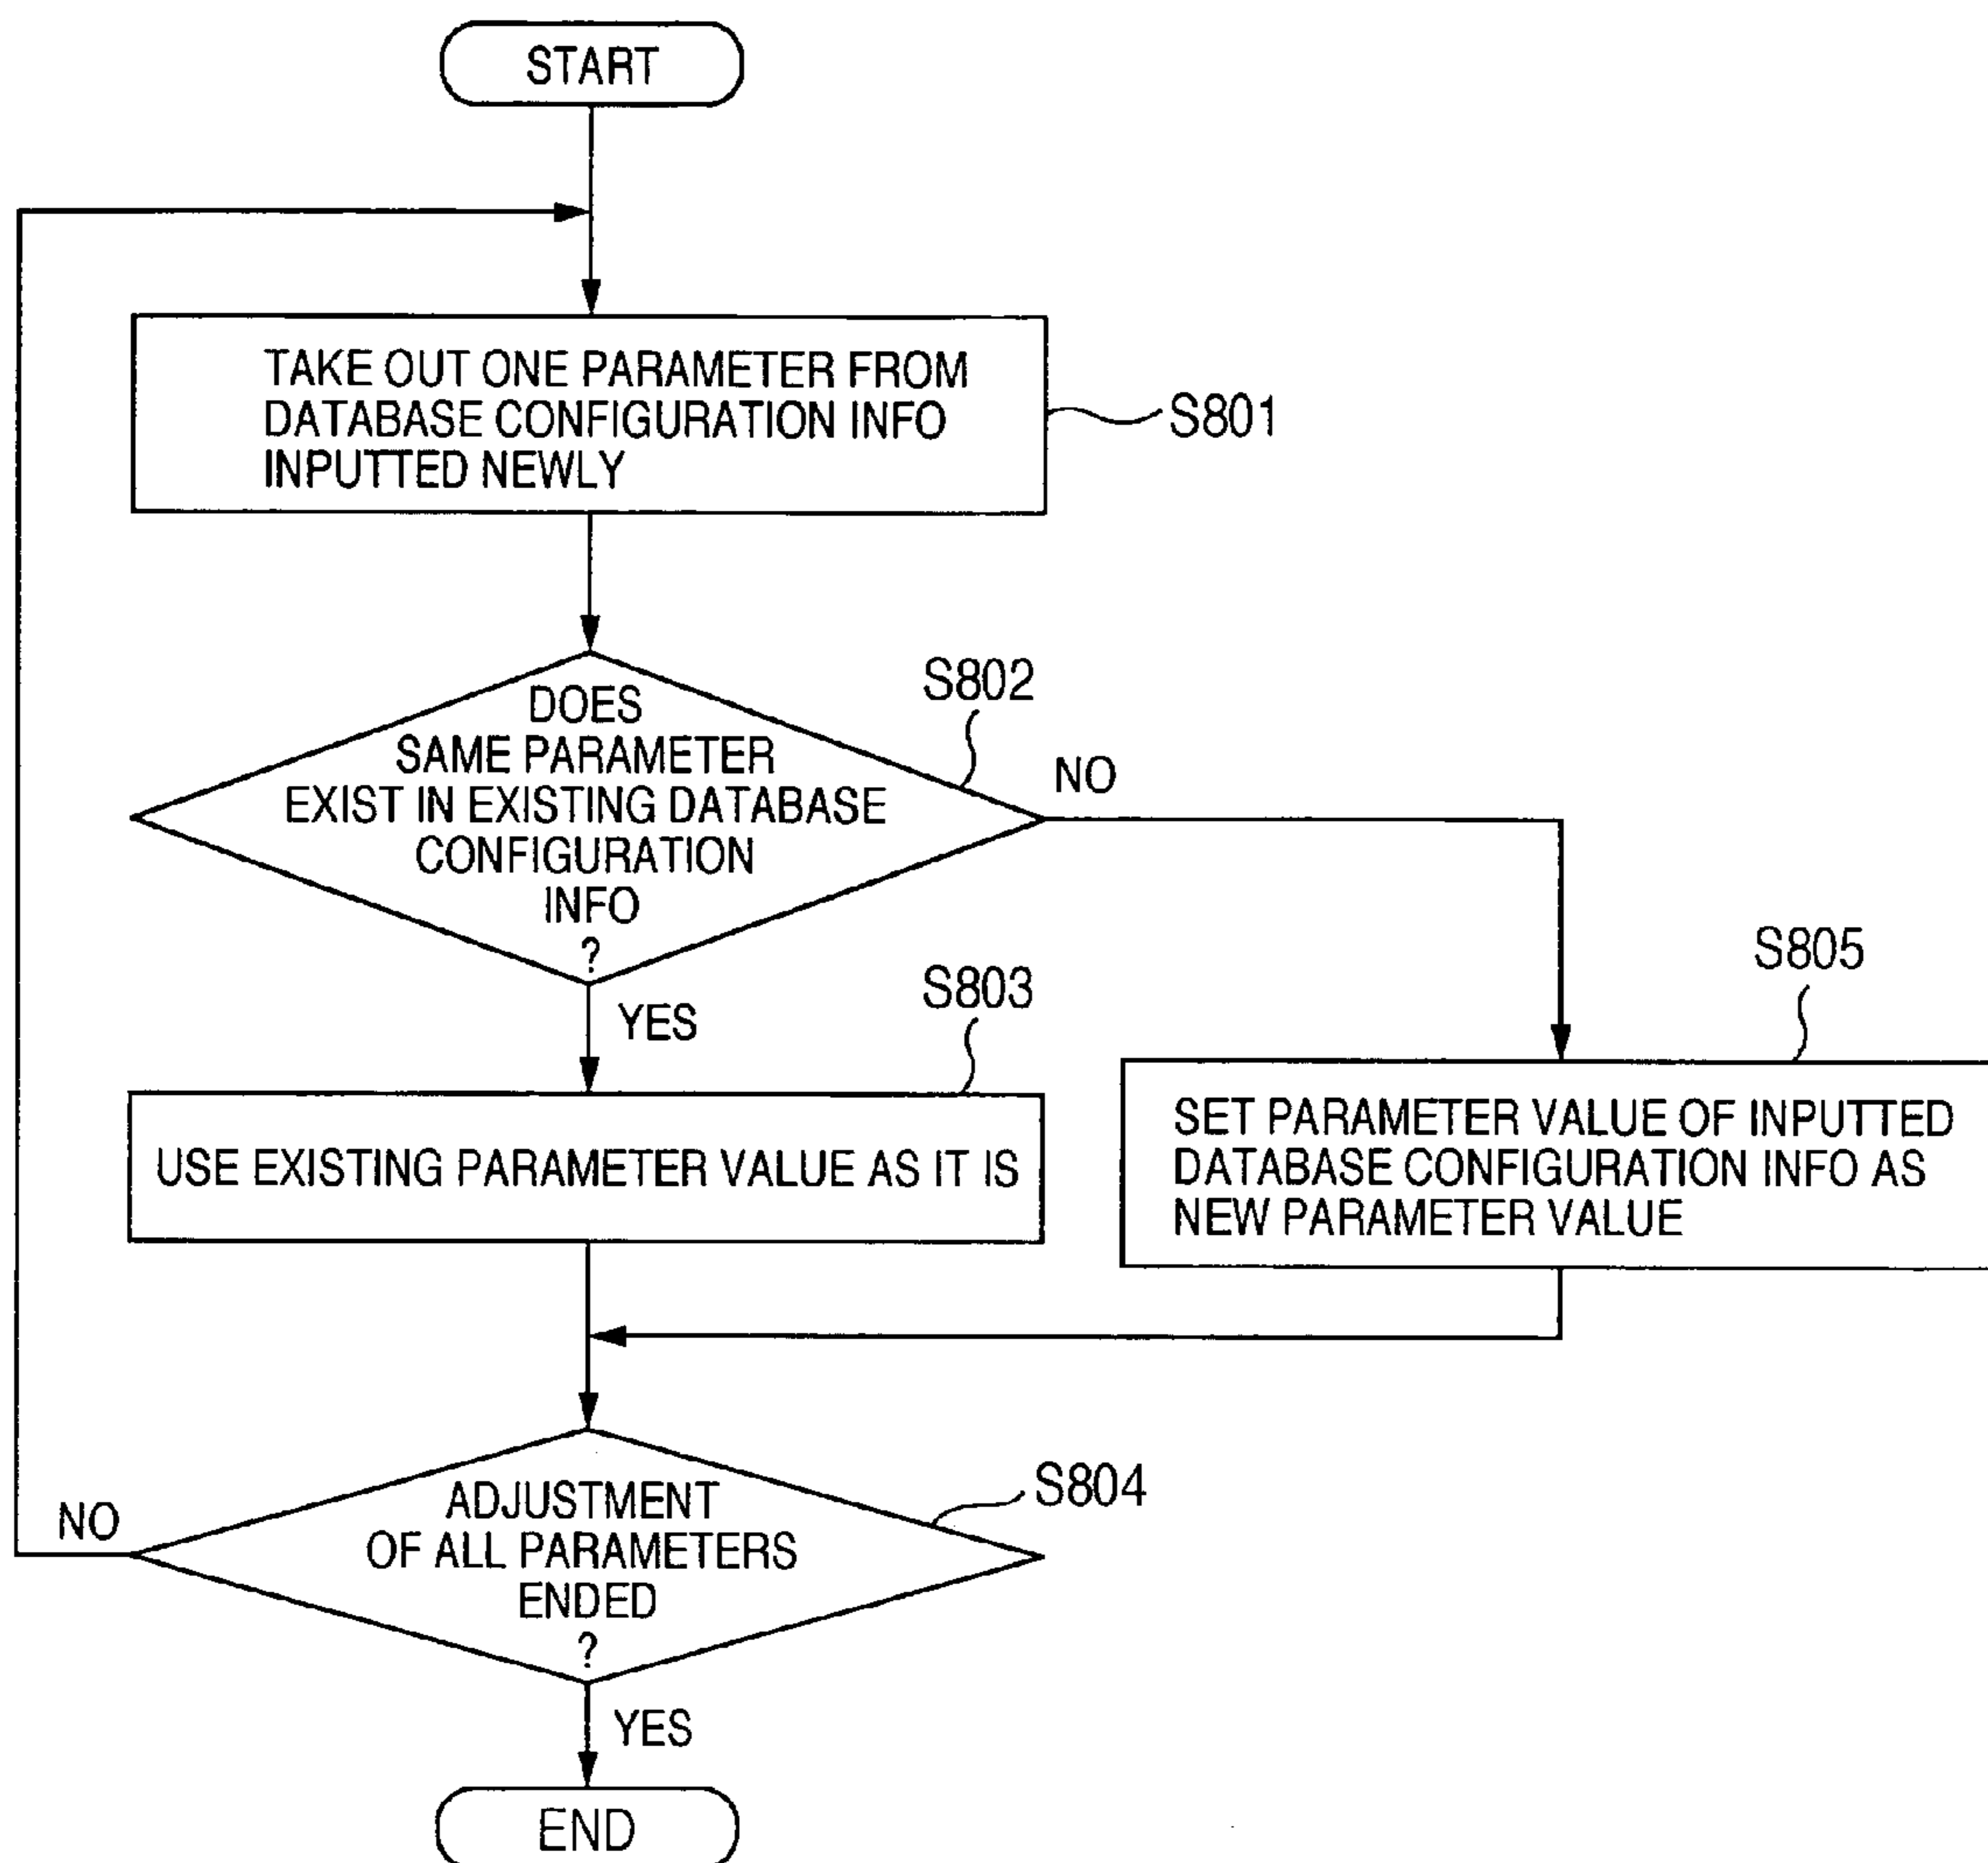 START
TAKE OUT ONE PARAMETER FROM
DATABASE CONFIGURATION INFO
INPUTTED NEWLY
S801
DOES
SAME PARAMETER
EXIST IN EXISTING DATABASE
CONFIGURATION
INFO
?
S802
NO
YES
S803
USE EXISTING PARAMETER VALUE AS IT IS
S805
SET PARAMETER VALUE OF INPUTTED
DATABASE CONFIGURATION INFO AS
NEW PARAMETER VALUE
ADJUSTMENT
OF ALL PARAMETERS
ENDED
?
S804
NO
YES
END